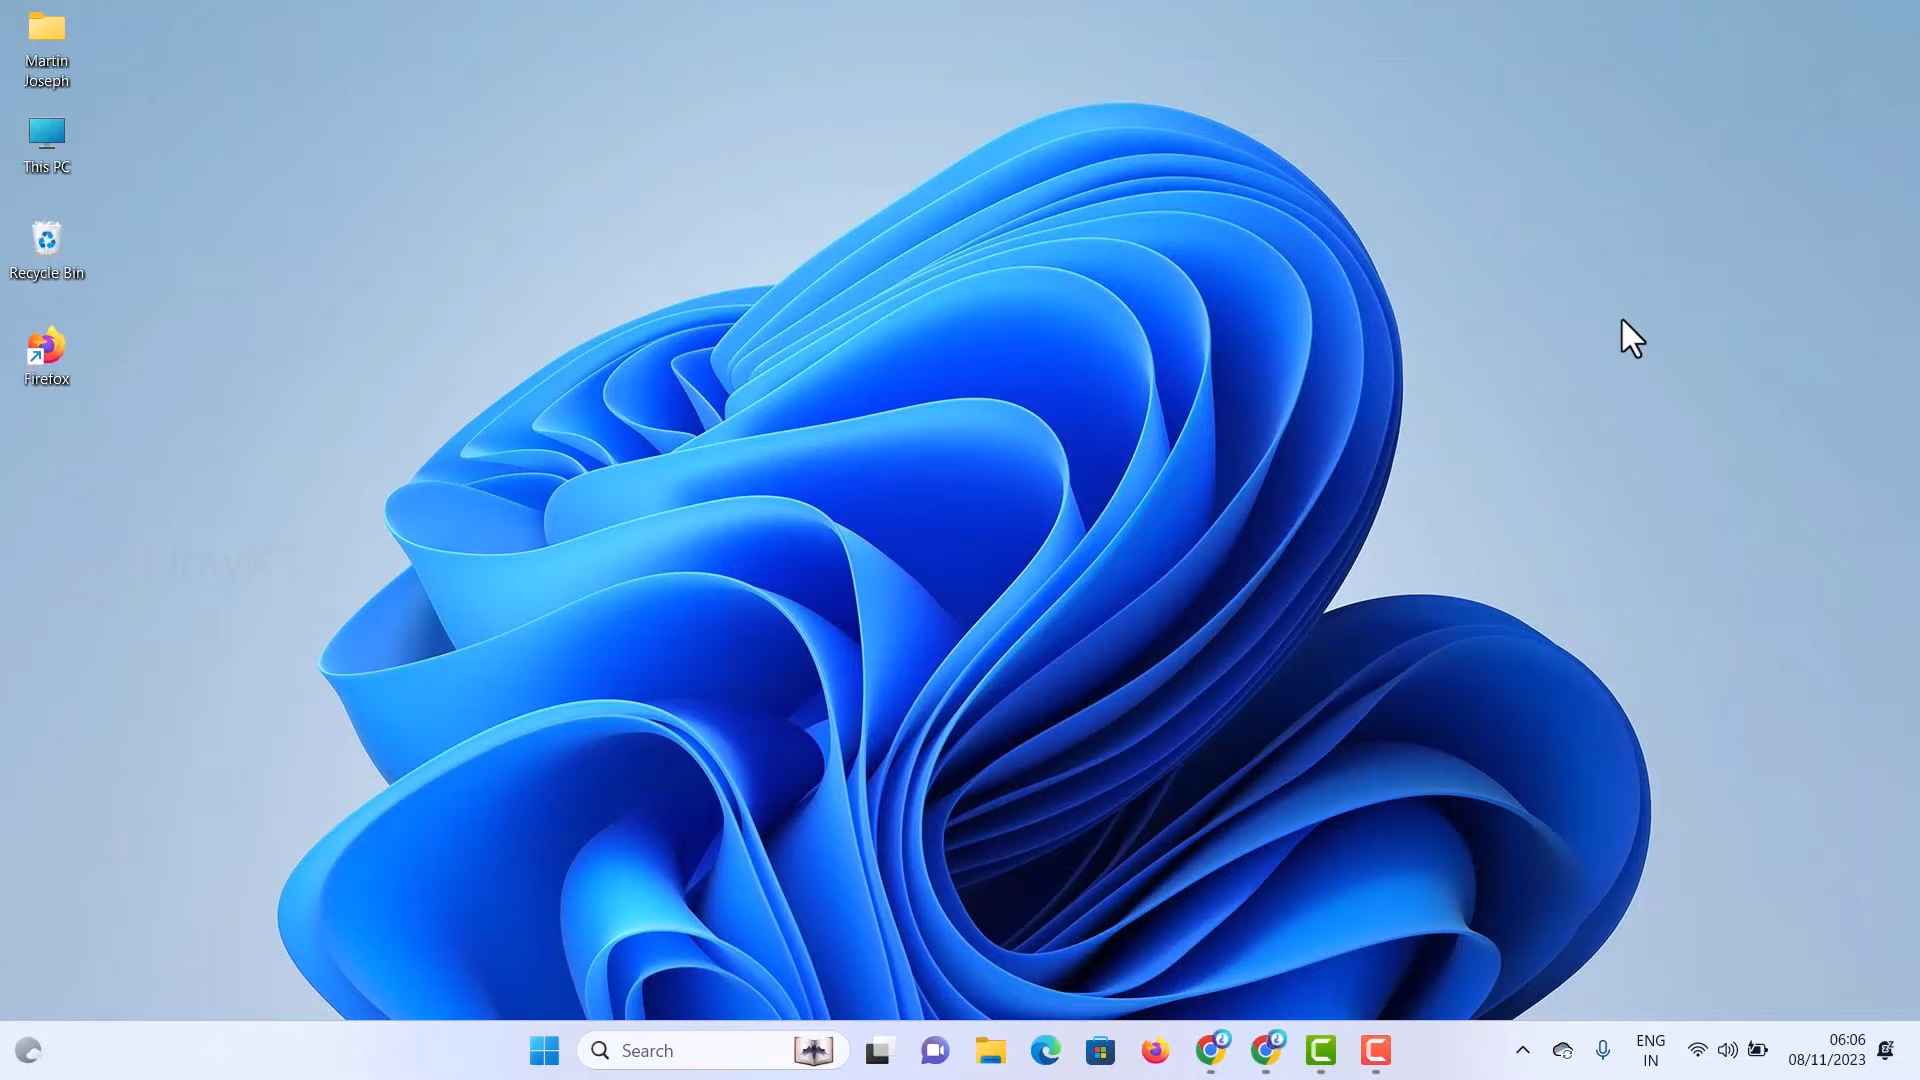 Martin
Joseph
This PC
Recycle Bin
Firefox
Search
ENG
IN
06:06
08/11/2023